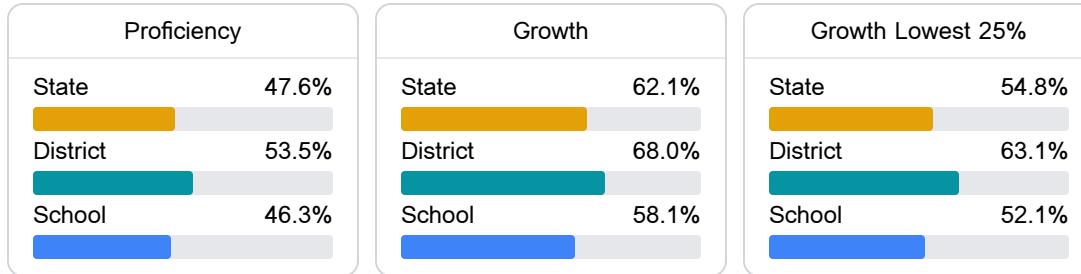 Proficiency
State 47.6%
District 53.5%
School 46.3%
Growth
State 62.1%
District 68.0%
School 58.1%
Growth Lowest 25%
State 54.8%
District 63.1%
School 52.1%